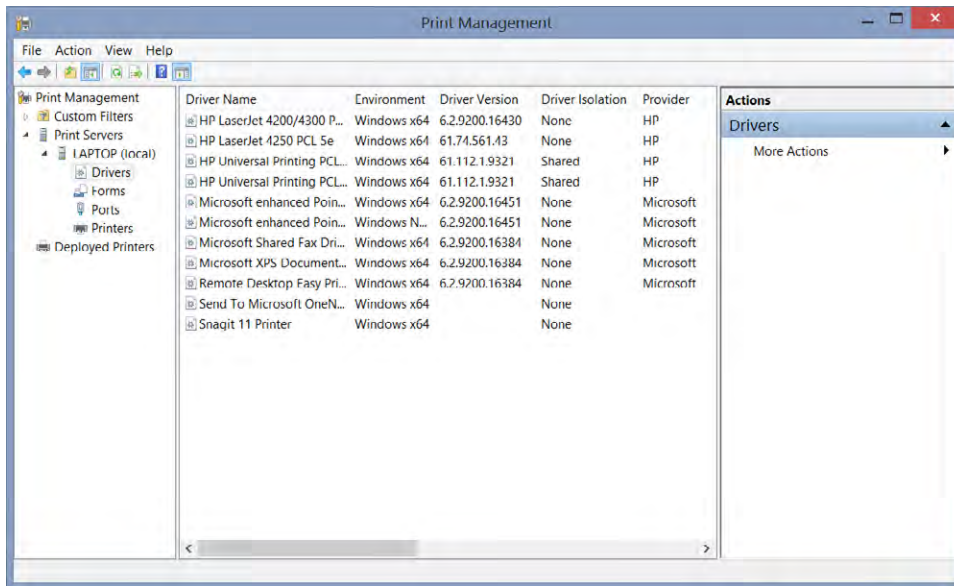 Print Management
File Action View Help
Print Management
Custom Filters
Print Servers
LAPTOP (local)
Drivers
Forms
Ports
Printers
Deployed Printers
Driver Name Environment Driver Version Driver Isolation Provider
HP LaserJet 4200/4300 P... Windows x64 6.2.9200.16430 None HP
HP LaserJet 4250 PCL 5e Windows x64 61.74.561.43 None HP
HP Universal Printing PCL... Windows x64 61.112.1.9321 Shared HP
HP Universal Printing PCL... Windows x64 61.112.1.9321 Shared HP
Microsoft enhanced Poin... Windows x64 6.2.9200.16451 None Microsoft
Microsoft enhanced Poin... Windows N... 6.2.9200.16451 None Microsoft
Microsoft Shared Fax Dri... Windows x64 6.2.9200.16384 None Microsoft
Microsoft XPS Document... Windows x64 6.2.9200.16384 None Microsoft
Remote Desktop Easy Pri... Windows x64 6.2.9200.16384 None Microsoft
Send To Microsoft OneN... Windows x64 None
Snagit 11 Printer Windows x64 None
Actions
Drivers
More Actions